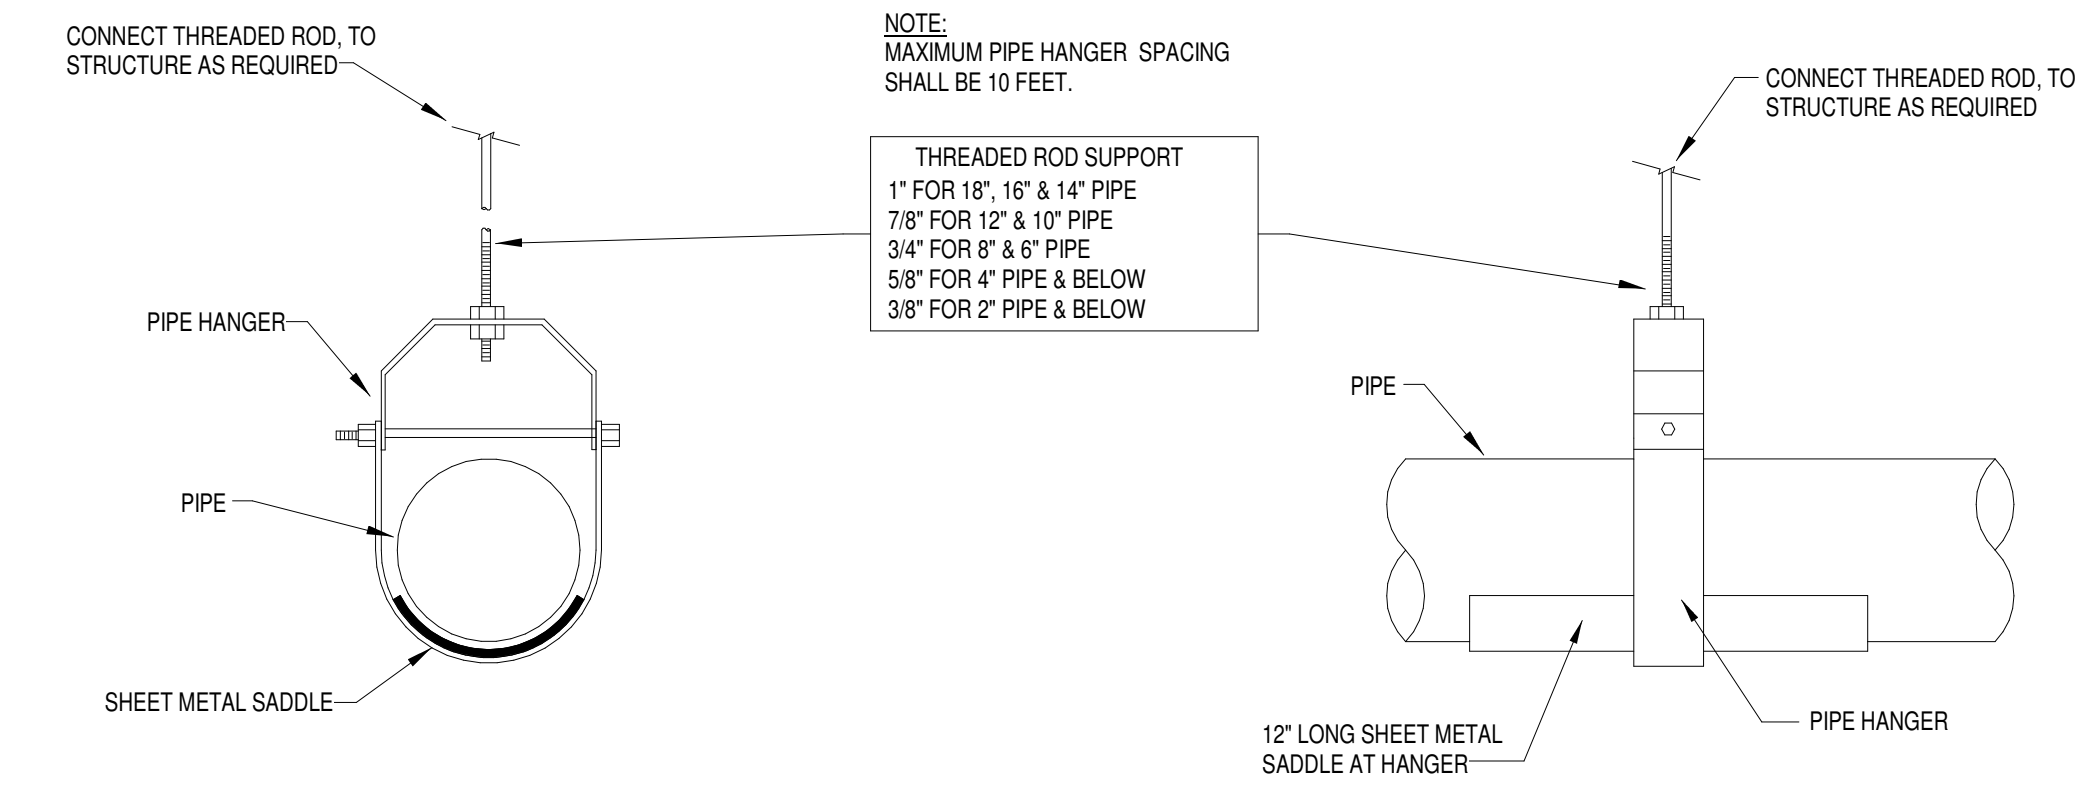 CONNECT THREADED ROD, TO
STRUCTURE AS REQUIRED
NOTE:
MAXIMUM PIPE HANGER SPACING
SHALL BE 10 FEET.
CONNECT THREADED ROD, TO
STRUCTURE AS REQUIRED
THREADED ROD SUPPORT
1" FOR 18", 16" & 14" PIPE
7/8" FOR 12" & 10" PIPE
3/4" FOR 8" & 6" PIPE
5/8" FOR 4" PIPE & BELOW
3/8" FOR 2" PIPE & BELOW
PIPE HANGER
PIPE
SHEET METAL SADDLE
PIPE
12" LONG SHEET METAL
SADDLE AT HANGER
PIPE HANGER